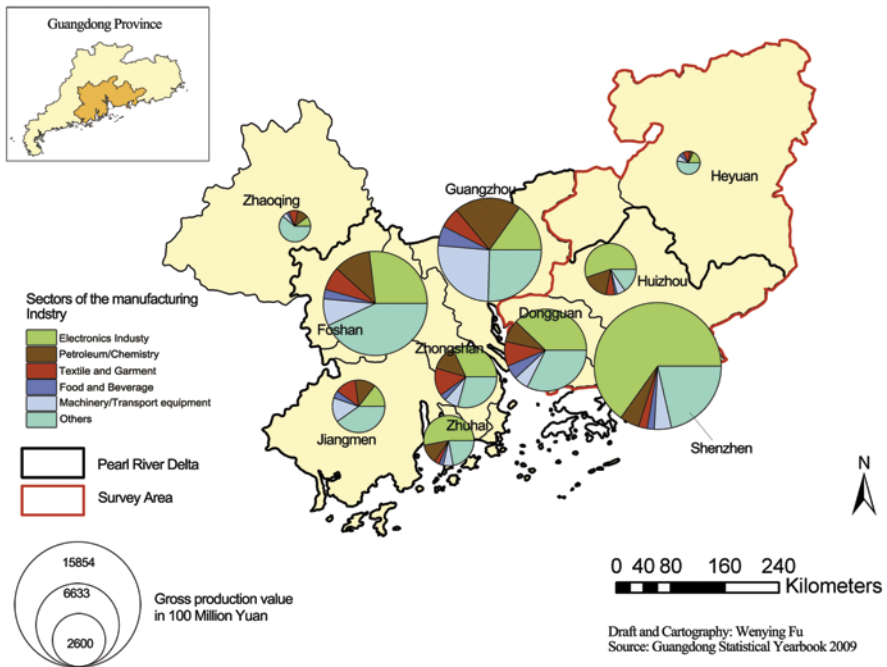 Guangdong Province
Heyuan
Zhaoqing
Guangzhou
Huizhou
Sectors of the manufacturing
Indstry
Electronics Industy
Petroleum/Chemistry
Textile and Garment
Food and Beverage
Machinery/Transport equipment
Others
Foshan
Dongguan
Zhongshan
Zhuhai
Jiangmen
Shenzhen
Pearl River Delta
Survey Area
N
15854
6633
2600
Gross production value
in 100 Million Yuan
0 40 80 160 240
Kilometers
Draft and Cartography: Wenying Fu
Source: Guangdong Statistical Yearbook 2009